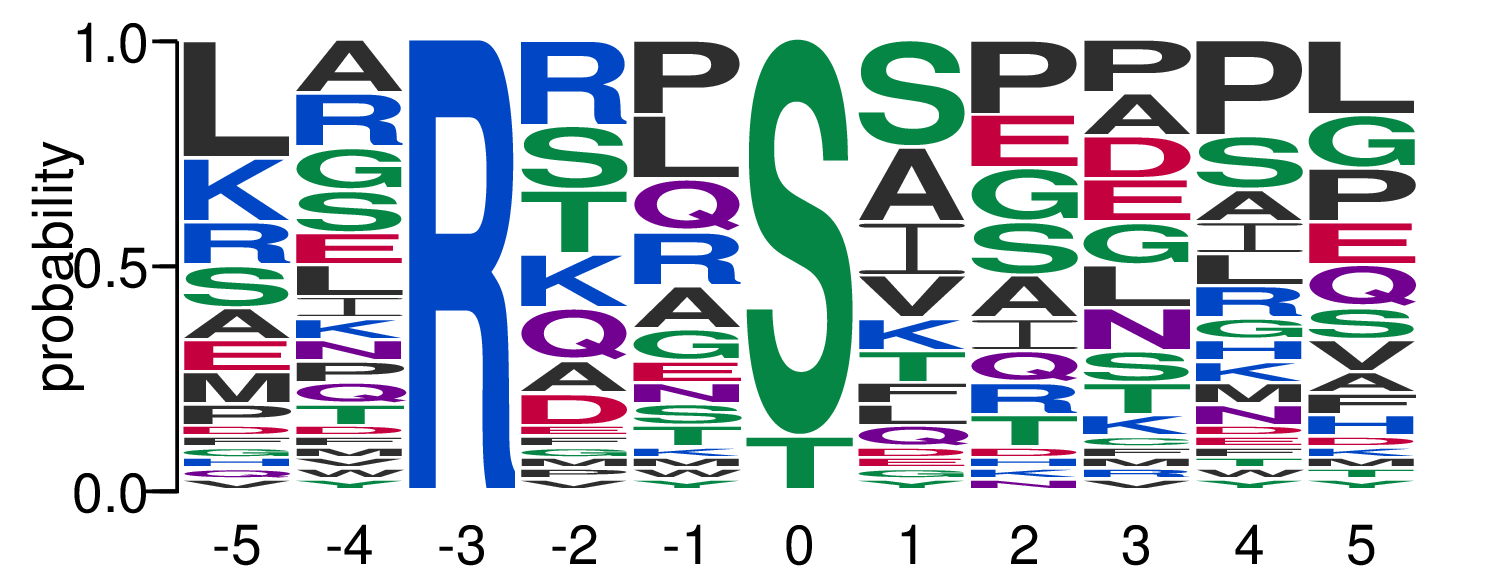 probability
1.0
0.5
0.0
L K R S A E M P
A R G S E L I K N P Q T
R
R S T K Q A D
P L Q R A G E N S T
S T
S A I V K T F L Q
P E G S A I Q R T
P A D E G L N S T K
P S A I L R G H K M N
L G P E Q S V A F H
-5 -4 -3 -2 -1 0 1 2 3 4 5